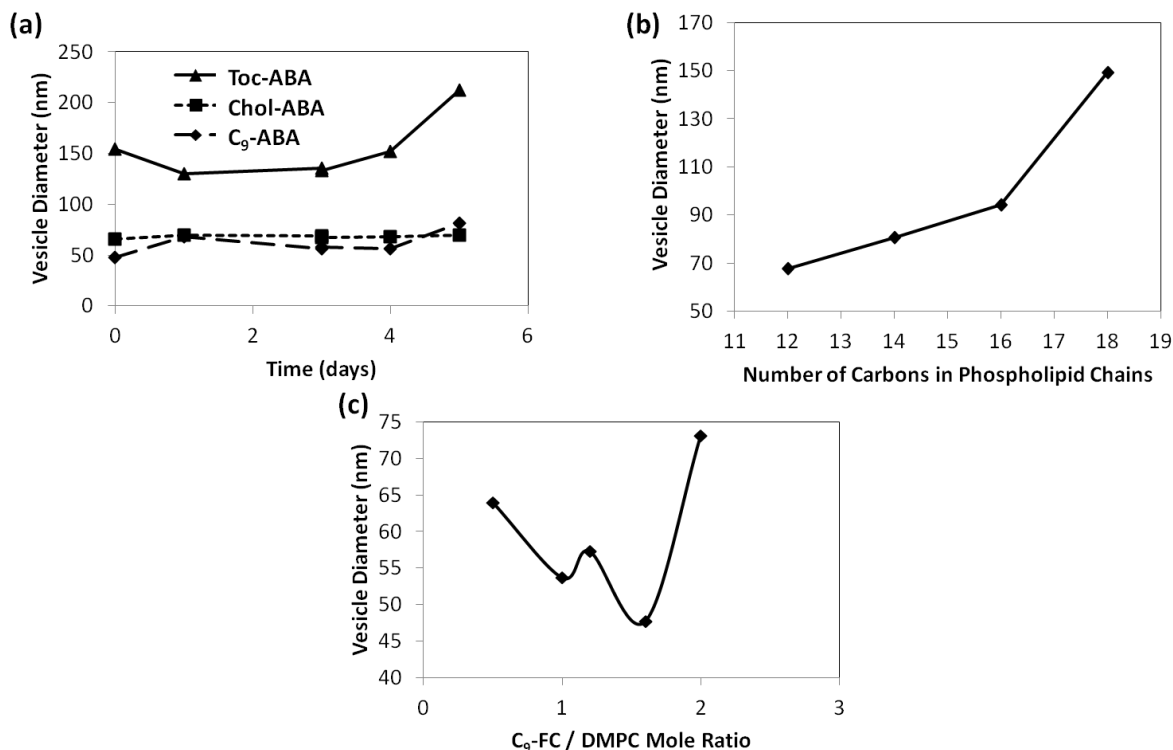 (a)
250
200
150
100
50
0
Vesicle Diameter (nm)
Toc-ABA
Chol-ABA
C₉-ABA
0 2 4 6
Time (days)
(b)
150
130
110
90
70
50
Vesicle Diameter (nm)
11 12 13 14 15 16 17 18 19
Number of Carbons in Phospholipid Chains
(c)
75
70
65
60
55
50
45
40
Vesicle Diameter (nm)
0 1 2 3
C₉-FC / DMPC Mole Ratio